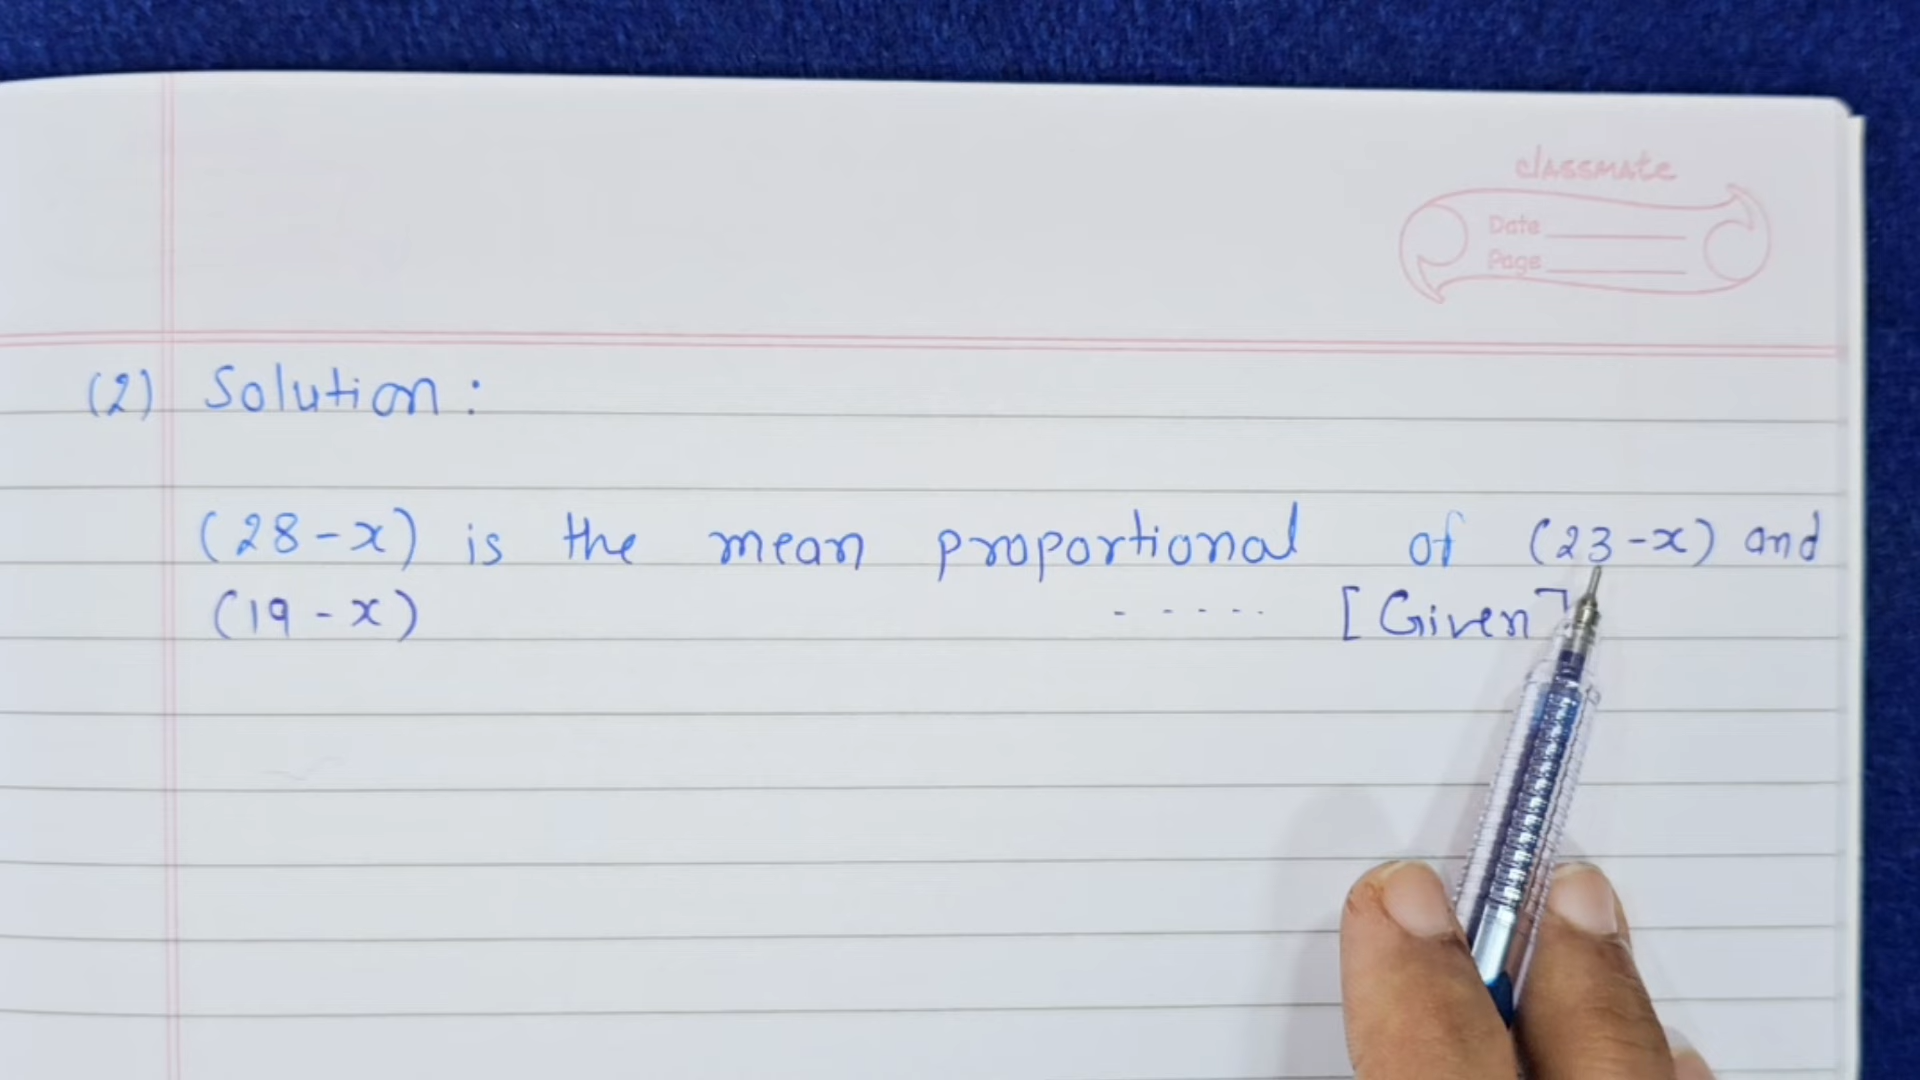 classmate
Date
Page
(2) Solution:
(28-x) is the mean proportional of (23-x) and
(19-x) ..... [Given]